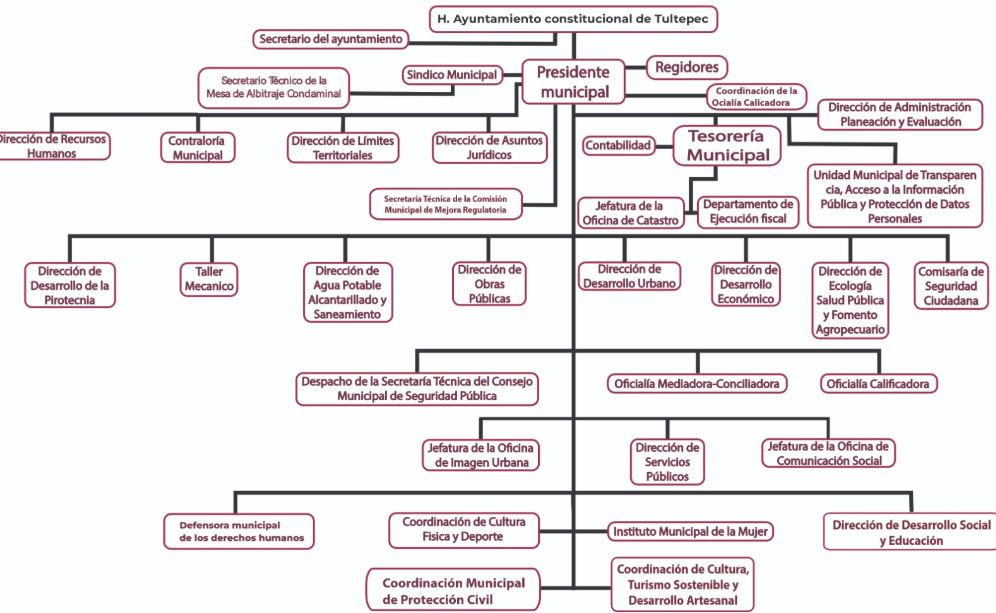 H. Ayuntamiento constitucional de Tultepec
Secretario del ayuntamiento
Sindico Municipal
Presidente
municipal
Regidores
Secretario Técnico de la
Mesa de Albitraje Condaminal
Coordinación de la
Ocialía Calicadora
Dirección de Administración
Planeación y Evaluación
Dirección de Recursos
Humanos
Contraloría
Municipal
Dirección de Límites
Territoriales
Dirección de Asuntos
Jurídicos
Contabilidad
Tesorería
Municipal
Unidad Municipal de Transparen
cia, Acceso a la Información
Pública y Protección de Datos
Personales
Secretaría Técnica de la Comisión
Municipal de Mejora Regulatoria
Jefatura de la
Oficina de Catastro
Departamento de
Ejecución fiscal
Dirección de
Desarrollo de la
Pirotecnia
Taller
Mecanico
Dirección de
Agua Potable
Alcantarillado y
Saneamiento
Dirección de
Obras
Públicas
Dirección de
Desarrollo Urbano
Dirección de
Desarrollo
Económico
Dirección de
Ecología
Salud Pública
y Fomento
Agropecuario
Comisaría de
Seguridad
Ciudadana
Despacho de la Secretaría Técnica del Consejo
Municipal de Seguridad Pública
Oficialía Mediadora-Conciliadora
Oficialía Calificadora
Jefatura de la Oficina
de Imagen Urbana
Dirección de
Servicios
Públicos
Jefatura de la Oficina de
Comunicación Social
Defensora municipal
de los derechos humanos
Coordinación de Cultura
Fisica y Deporte
Instituto Municipal de la Mujer
Dirección de Desarrollo Social
y Educación
Coordinación Municipal
de Protección Civil
Coordinación de Cultura,
Turismo Sostenible y
Desarrollo Artesanal